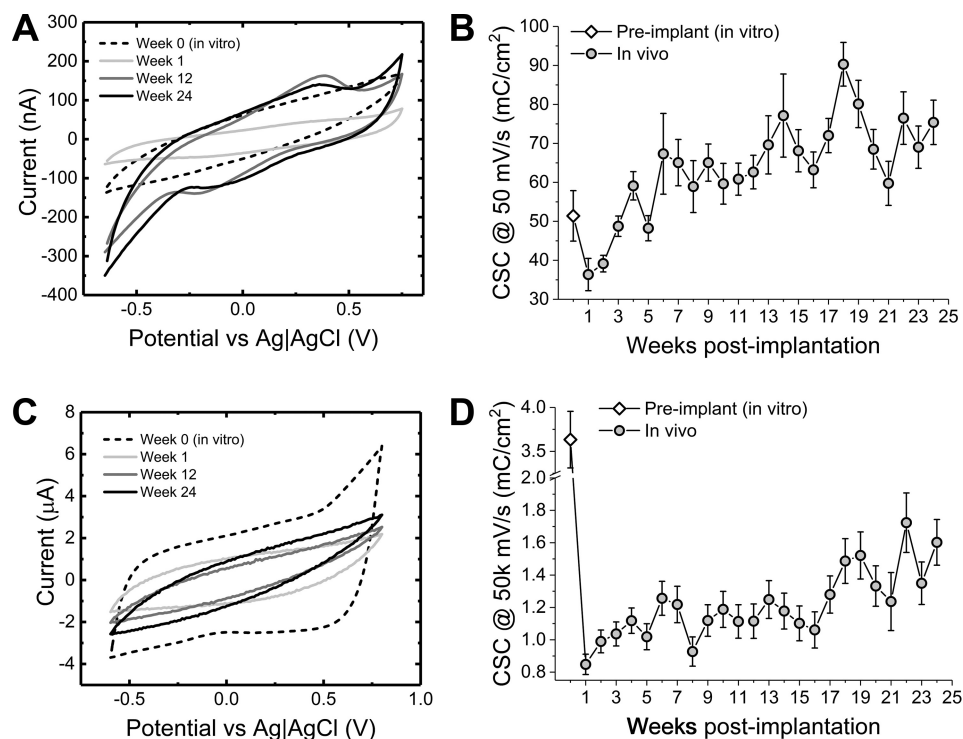 A
300
200
100
0
-100
-200
-300
-400
Current (nA)
Week 0 (in vitro)
Week 1
Week 12
Week 24
-0.5
0.0
0.5
Potential vs Ag|AgCl (V)
B
100
90
80
70
60
50
40
30
CSC @ 50 mV/s (mC/cm²)
Pre-implant (in vitro)
In vivo
1 3 5 7 9 11 13 15 17 19 21 23 25
Weeks post-implantation
C
8
6
4
2
0
-2
-4
Current (μA)
Week 0 (in vitro)
Week 1
Week 12
Week 24
-0.5
0.0
0.5
1.0
Potential vs Ag|AgCl (V)
D
4.0
3.5
2.0
1.8
1.6
1.4
1.2
1.0
0.8
CSC @ 50k mV/s (mC/cm²)
Pre-implant (in vitro)
In vivo
1 3 5 7 9 11 13 15 17 19 21 23 25
Weeks post-implantation